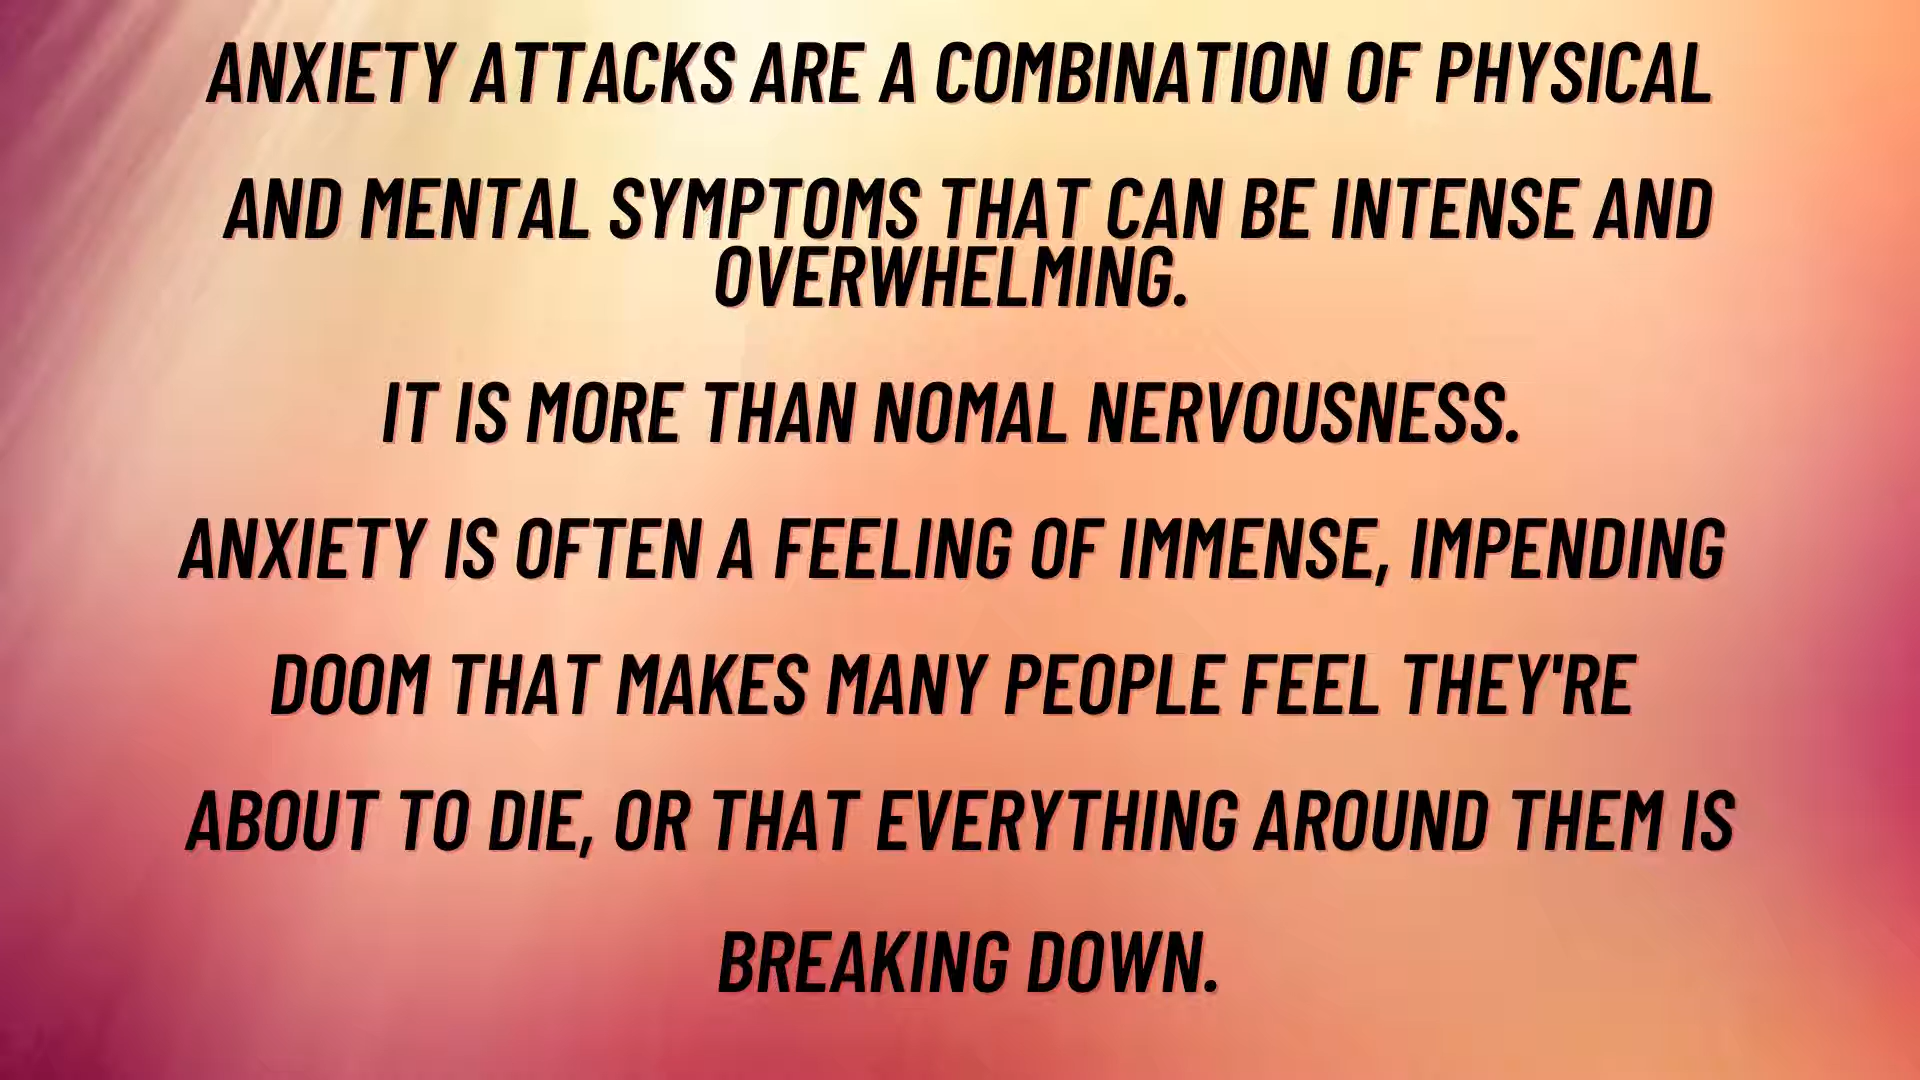 ANXIETY ATTACKS ARE A COMBINATION OF PHYSICAL
AND MENTAL SYMPTOMS THAT CAN BE INTENSE AND
OVERWHELMING.
IT IS MORE THAN NOMAL NERVOUSNESS.
ANXIETY IS OFTEN A FEELING OF IMMENSE, IMPENDING
DOOM THAT MAKES MANY PEOPLE FEEL THEY'RE
ABOUT TO DIE, OR THAT EVERYTHING AROUND THEM IS
BREAKING DOWN.